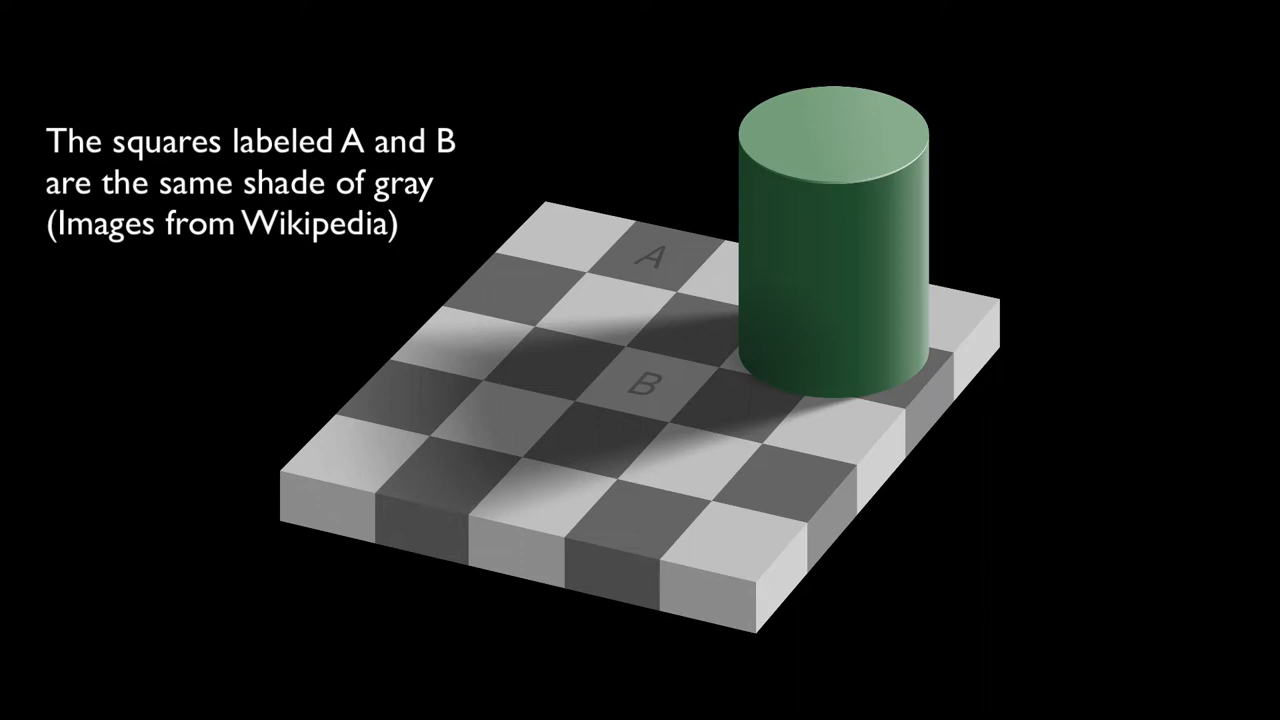 The squares labeled A and B
are the same shade of gray
(Images from Wikipedia)
A
B